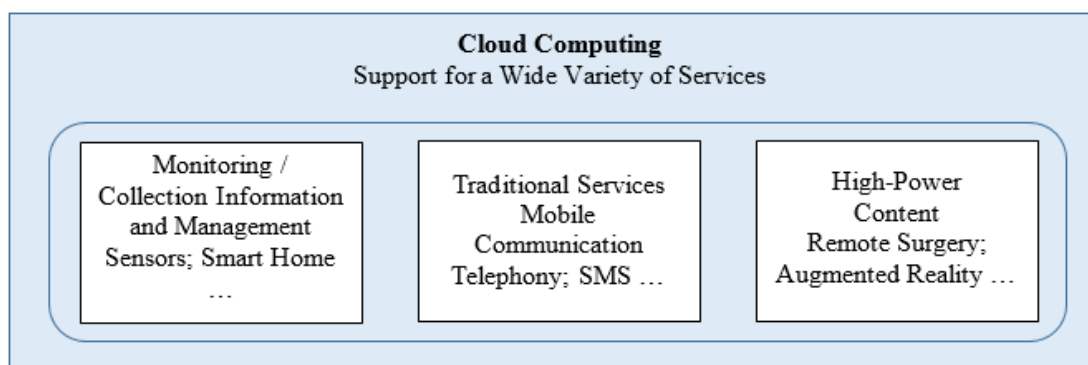 Cloud Computing
Support for a Wide Variety of Services
Monitoring /
Collection Information
and Management
Sensors; Smart Home
…
Traditional Services
Mobile
Communication
Telephony; SMS …
High-Power
Content
Remote Surgery;
Augmented Reality …